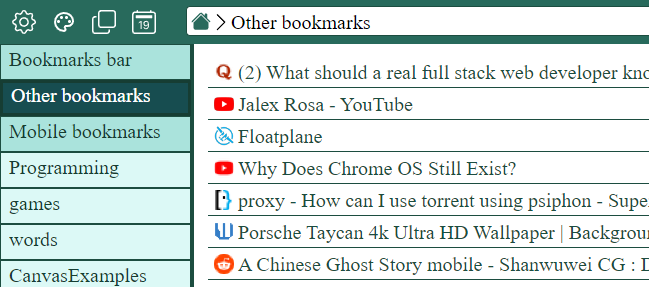 19
Other bookmarks
Bookmarks bar
Other bookmarks
Mobile bookmarks
Programming
games
words
CanvasExamples
(2) What should a real full stack web developer kno
Jalex Rosa - YouTube
Floatplane
Why Does Chrome OS Still Exist?
proxy - How can I use torrent using psiphon - Supe
Porsche Taycan 4k Ultra HD Wallpaper | Backgroun
A Chinese Ghost Story mobile - Shanwuwei CG : D